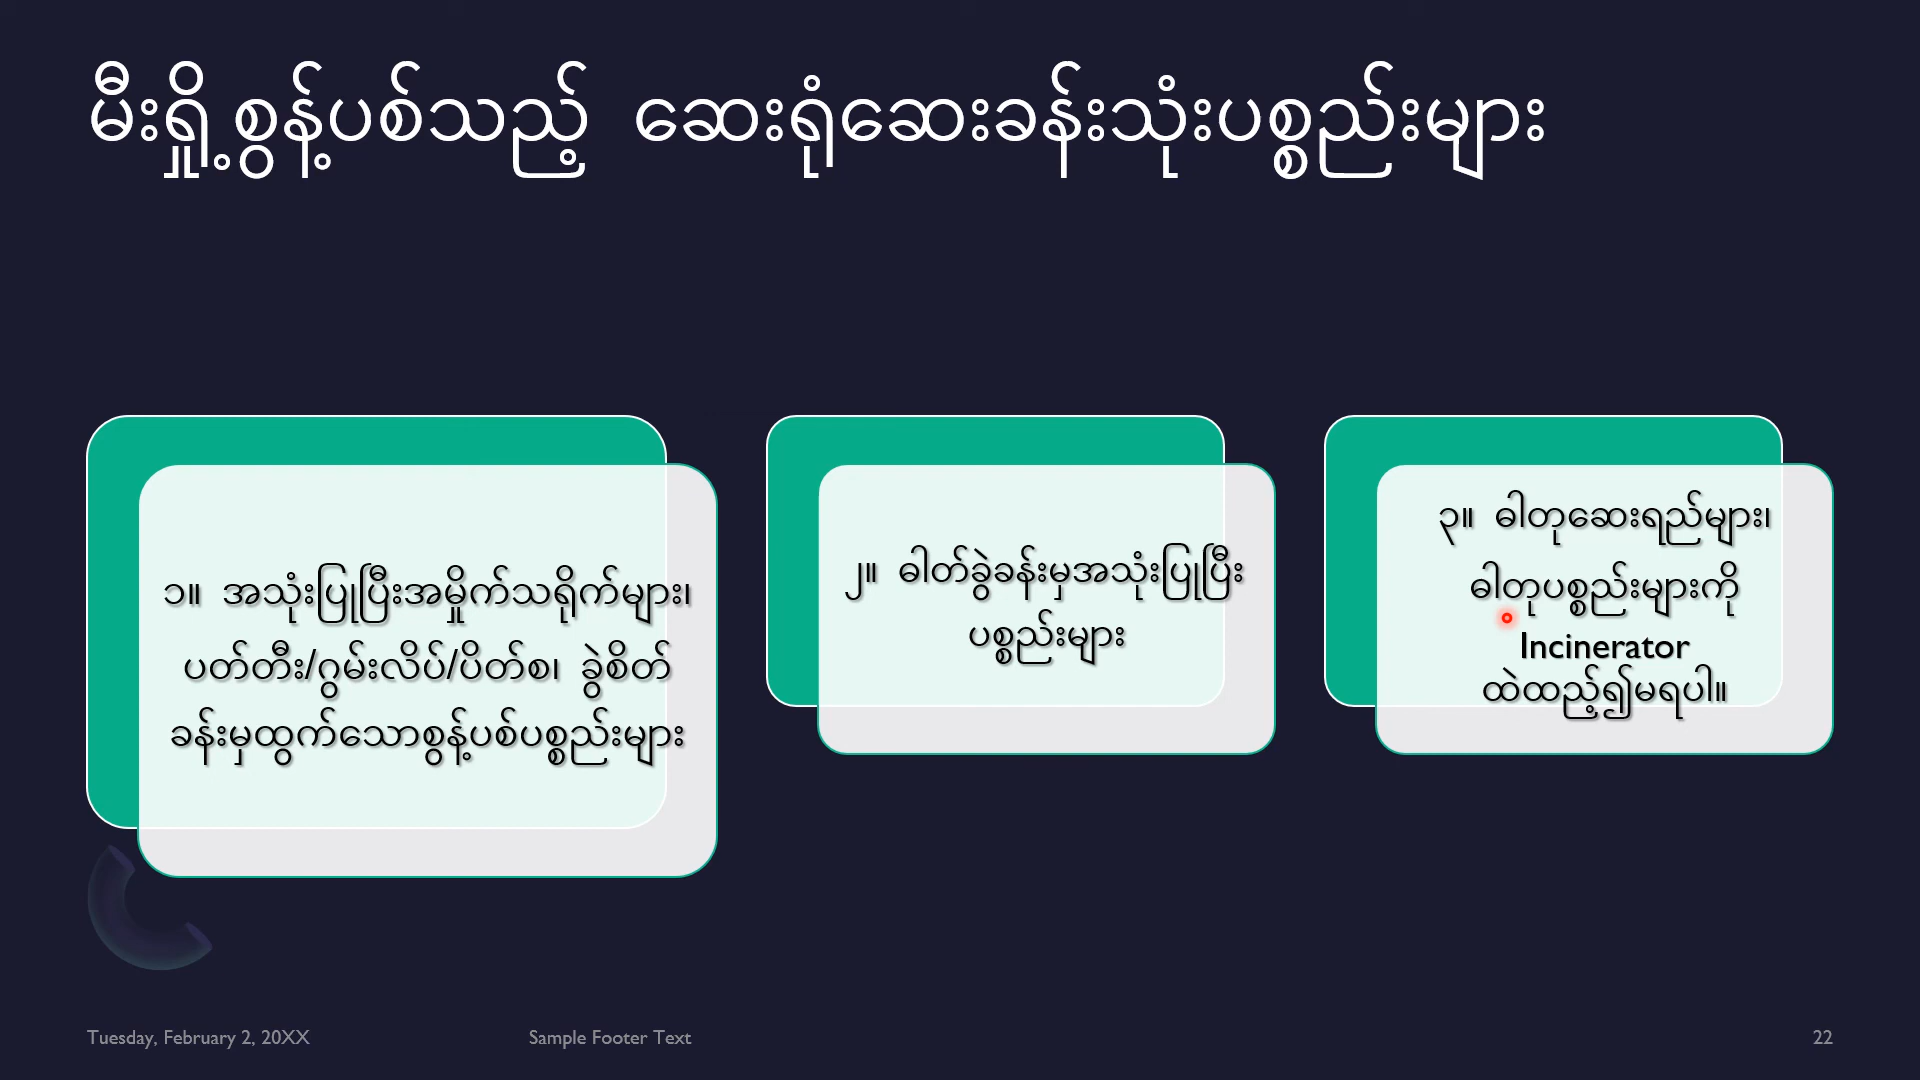 မီးရှို့စွန့်ပစ်သည့် ဆေးရုံဆေးခန်းသုံးပစ္စည်းများ
၁။ အသုံးပြုပြီးအမှိုက်သရိုက်များ၊
ပတ်တီး/ဂွမ်းလိပ်/ပိတ်စ၊ ခွဲစိတ်
ခန်းမှထွက်သောစွန့်ပစ်ပစ္စည်းများ
၂။ ဓါတ်ခွဲခန်းမှအသုံးပြုပြီး
ပစ္စည်းများ
၃။ ဓါတုဆေးရည်များ၊
ဓါတုပစ္စည်းများကို
Incinerator
ထဲထည့်၍မရပါ။
Tuesday, February 2, 20XX
Sample Footer Text
22